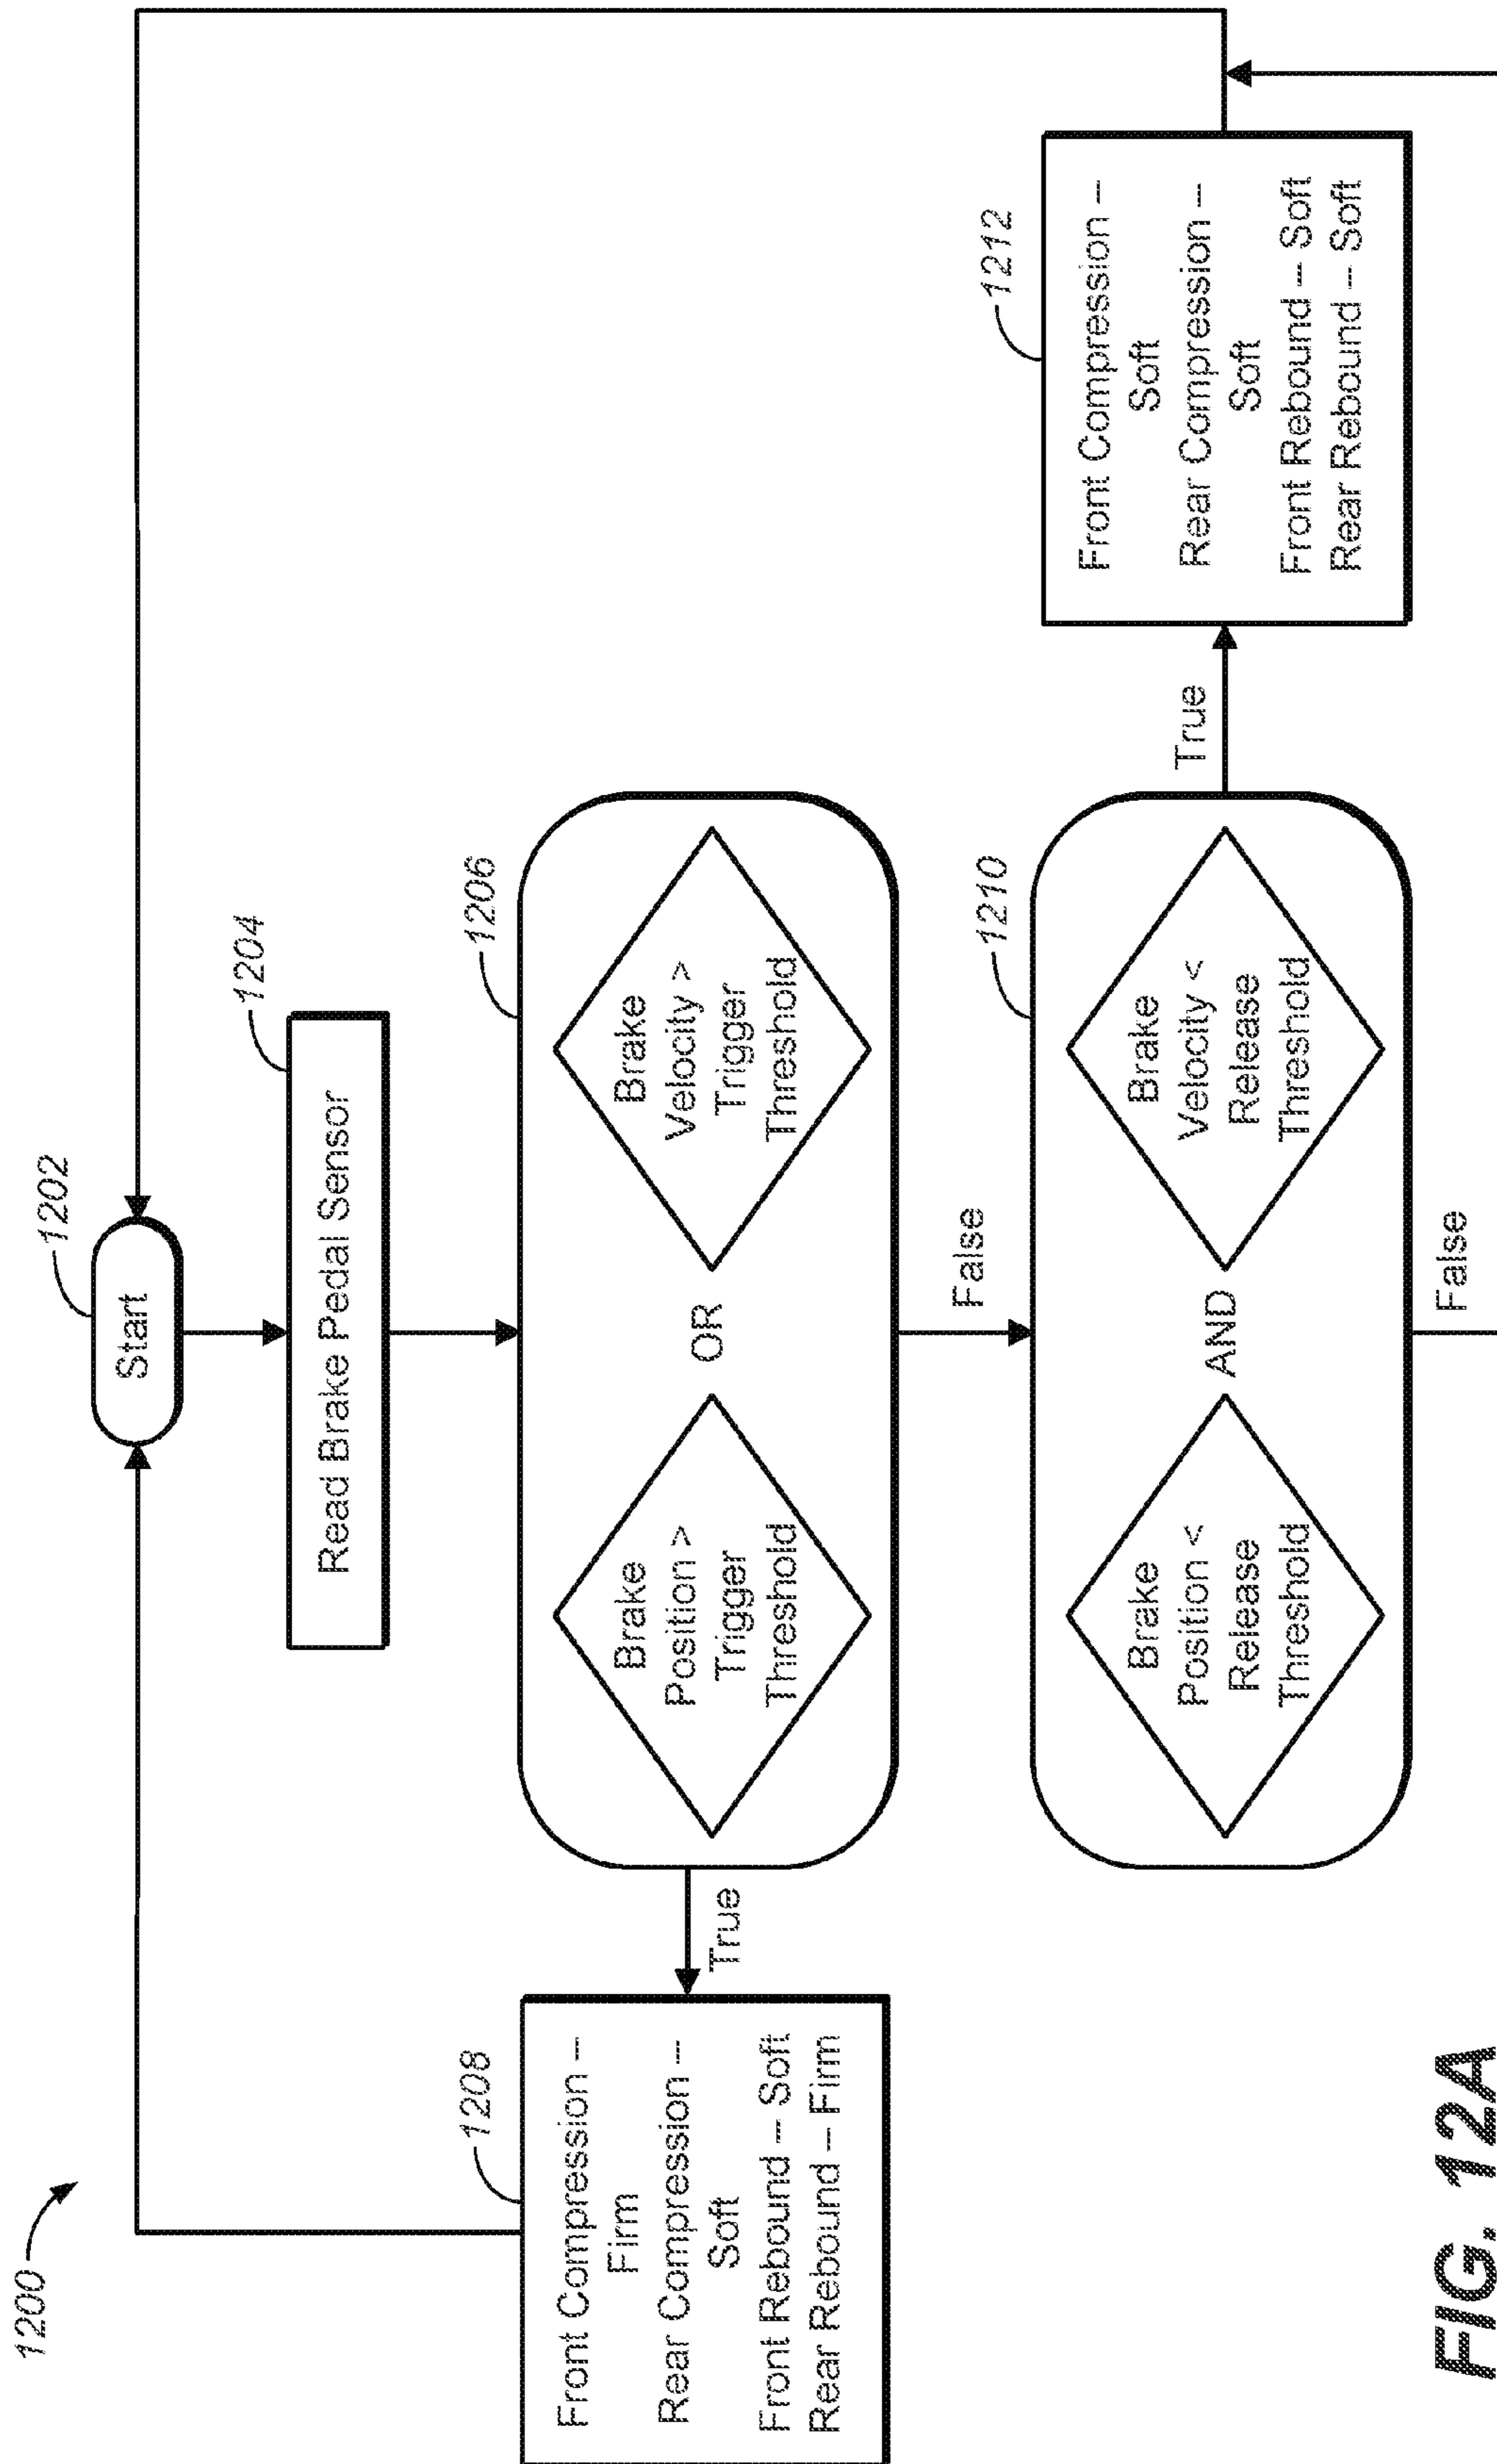 1200
1202
Start
1204
Read Brake Pedal Sensor
1206
Brake
Position >
Trigger
Threshold
OR
Brake
Velocity >
Trigger
Threshold
True
1208
Front Compression –
Firm
Rear Compression –
Soft
Front Rebound – Soft
Rear Rebound – Firm
False
1210
Brake
Position <
Release
Threshold
AND
Brake
Velocity <
Release
Threshold
True
1212
Front Compression –
Soft
Rear Compression –
Soft
Front Rebound – Soft
Rear Rebound – Soft
False
FIG. 12A